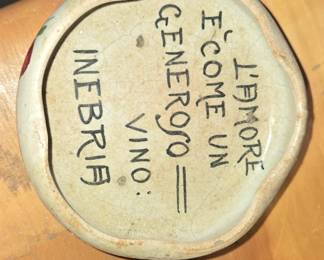 L'AMORE
È COME UN
GENEROSO=
VINO:
INEBRIA